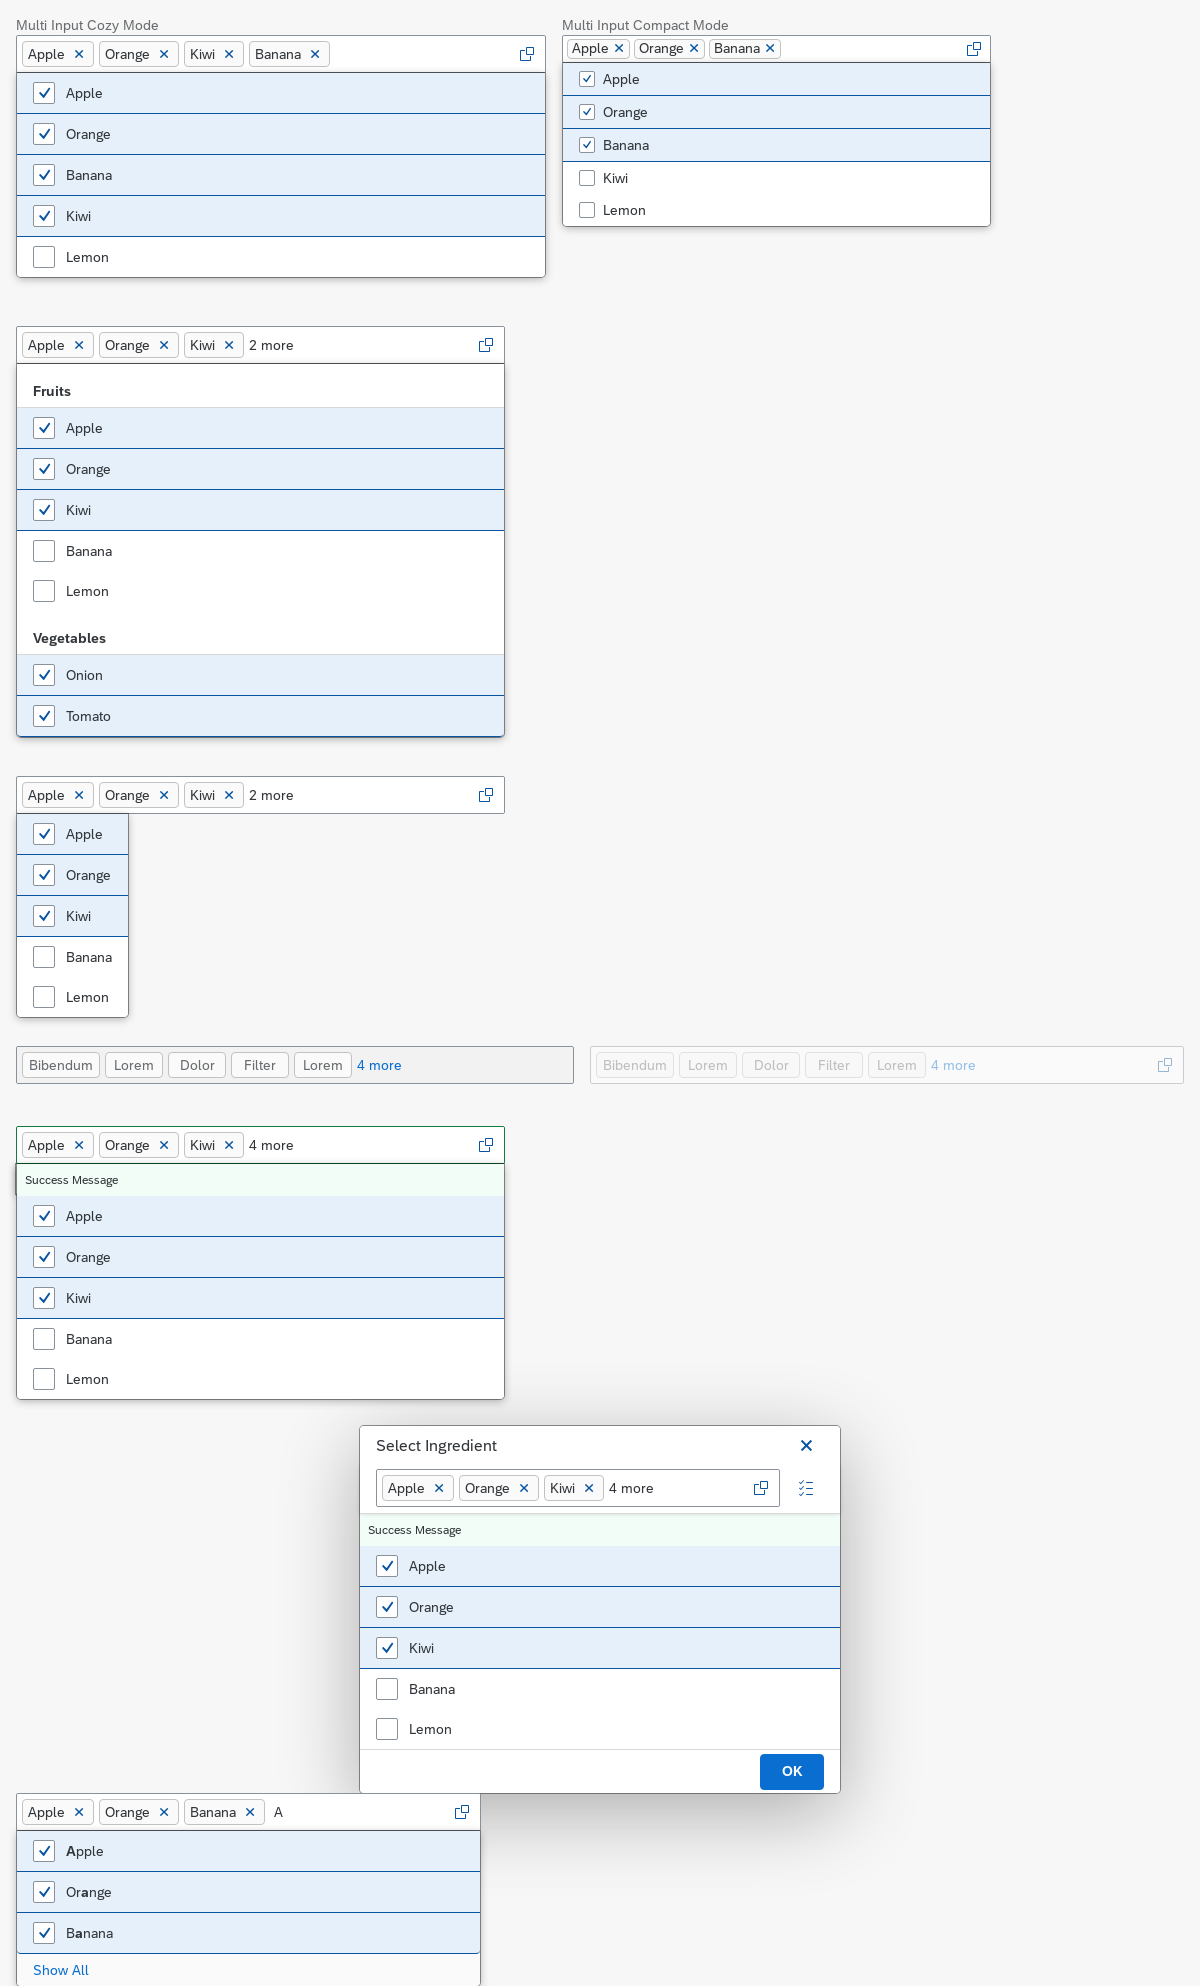 Multi Input Cozy Mode
Apple Orange Kiwi Banana
Apple
Orange
Banana
Kiwi
Lemon
Multi Input Compact Mode
Apple Orange Banana
Apple
Orange
Banana
Kiwi
Lemon
Apple Orange Kiwi 2 more
Fruits
Apple
Orange
Kiwi
Banana
Lemon
Vegetables
Onion
Tomato
Apple Orange Kiwi 2 more
Apple
Orange
Kiwi
Banana
Lemon
Bibendum Lorem Dolor Filter Lorem 4 more
Bibendum Lorem Dolor Filter Lorem 4 more
Apple Orange Kiwi 4 more
Success Message
Apple
Orange
Kiwi
Banana
Lemon
Select Ingredient
Apple Orange Kiwi 4 more
Success Message
Apple
Orange
Kiwi
Banana
Lemon
OK
Apple Orange Banana A
Apple
Orange
Banana
Show All